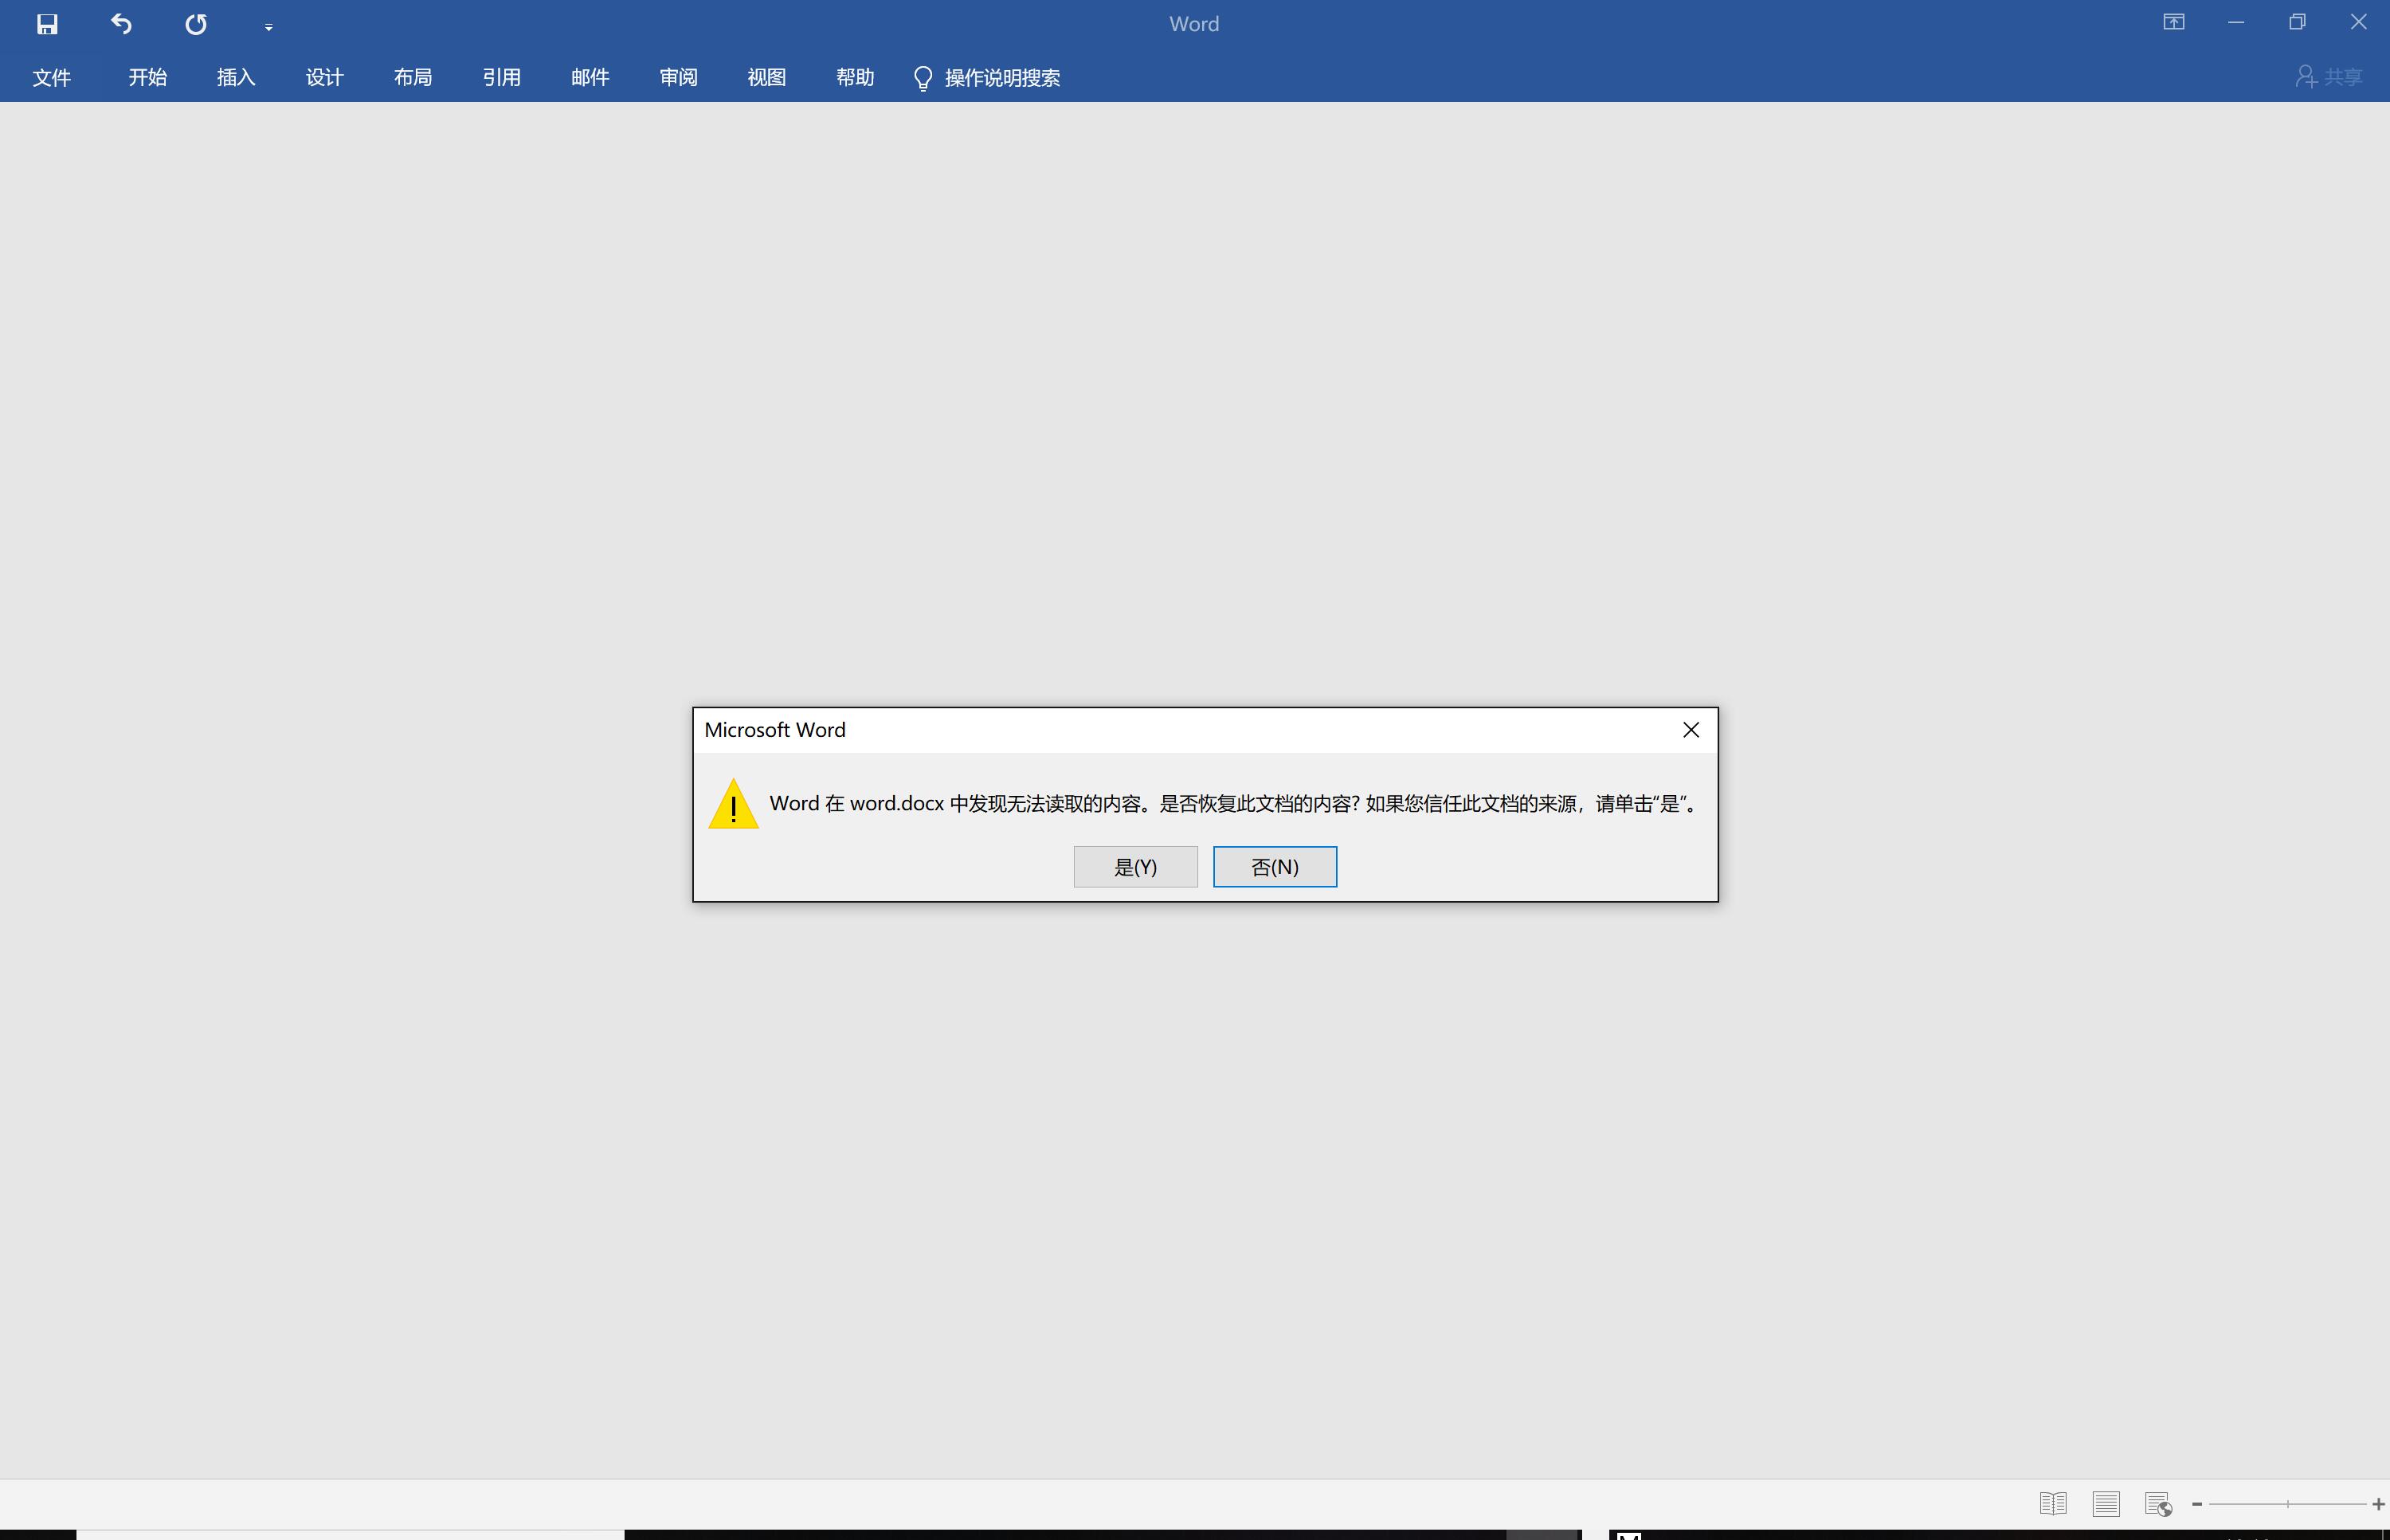 Word
文件 开始 插入 设计 布局 引用 邮件 审阅 视图 帮助 操作说明搜索 共享
Microsoft Word
Word 在 word.docx 中发现无法读取的内容。是否恢复此文档的内容? 如果您信任此文档的来源，请单击“是”。
是(Y) 否(N)